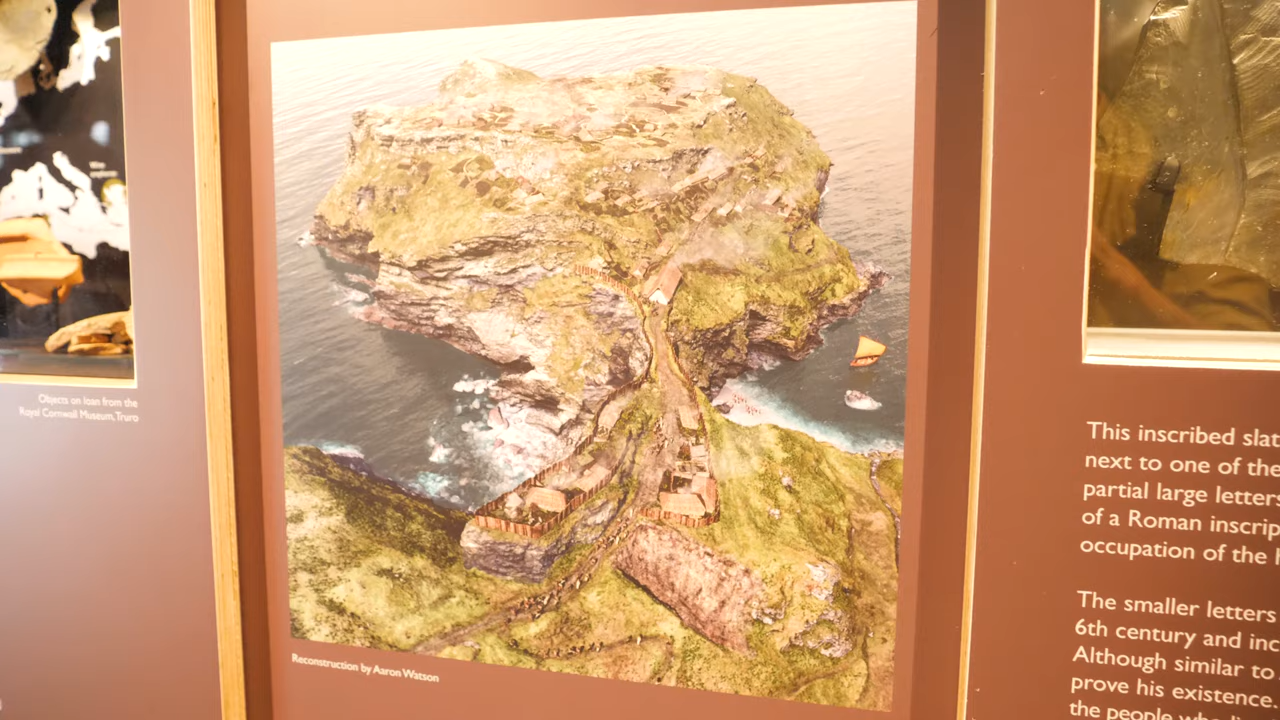 Objects on loan from the
Royal Cornwall Museum, Truro
Reconstruction by Aaron Watson
This inscribed slat
next to one of the
partial large letters
of a Roman inscrip
occupation of the
The smaller letters
6th century and inc
Although similar to
prove his existence.
the people